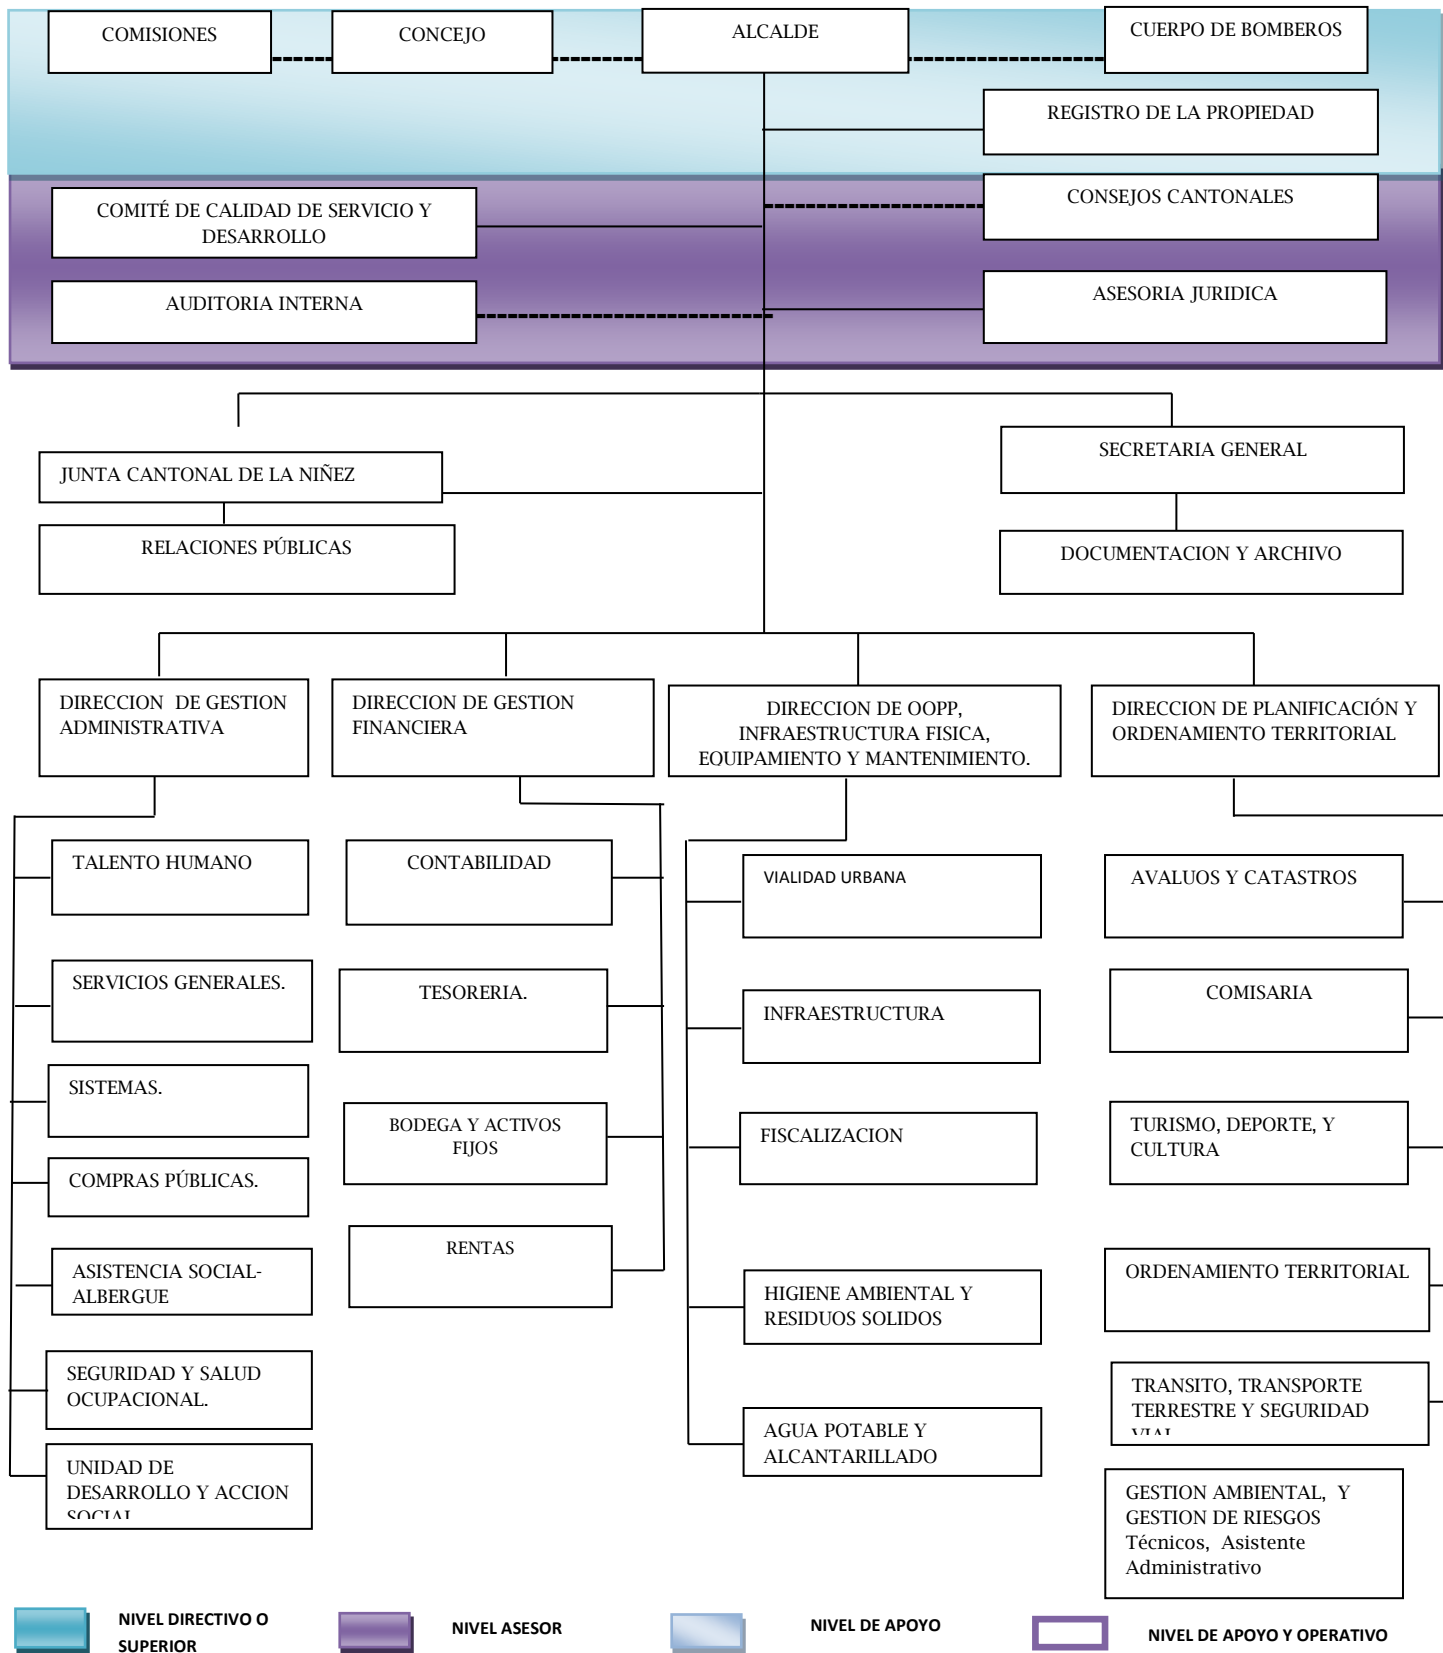 COMISIONES
CONCEJO
ALCALDE
CUERPO DE BOMBEROS
REGISTRO DE LA PROPIEDAD
COMITÉ DE CALIDAD DE SERVICIO Y
DESARROLLO
CONSEJOS CANTONALES
AUDITORIA INTERNA
ASESORIA JURIDICA
JUNTA CANTONAL DE LA NIÑEZ
SECRETARIA GENERAL
RELACIONES PÚBLICAS
DOCUMENTACION Y ARCHIVO
DIRECCION  DE GESTION
ADMINISTRATIVA
DIRECCION DE GESTION
FINANCIERA
DIRECCION DE OOPP,
INFRAESTRUCTURA FISICA,
EQUIPAMIENTO Y MANTENIMIENTO.
DIRECCION DE PLANIFICACIÓN Y
ORDENAMIENTO TERRITORIAL
TALENTO HUMANO
SERVICIOS GENERALES.
SISTEMAS.
COMPRAS PÚBLICAS.
ASISTENCIA SOCIAL-
ALBERGUE
SEGURIDAD Y SALUD
OCUPACIONAL.
UNIDAD DE
DESARROLLO Y ACCION
SOCIAL
CONTABILIDAD
TESORERIA.
BODEGA Y ACTIVOS
FIJOS
RENTAS
VIALIDAD URBANA
INFRAESTRUCTURA
FISCALIZACION
HIGIENE AMBIENTAL Y
RESIDUOS SOLIDOS
AGUA POTABLE Y
ALCANTARILLADO
AVALUOS Y CATASTROS
COMISARIA
TURISMO, DEPORTE, Y
CULTURA
ORDENAMIENTO TERRITORIAL
TRANSITO, TRANSPORTE
TERRESTRE Y SEGURIDAD
VIAL
GESTION AMBIENTAL,  Y
GESTION DE RIESGOS
Técnicos,  Asistente
Administrativo
NIVEL DIRECTIVO O
SUPERIOR
NIVEL ASESOR
NIVEL DE APOYO
NIVEL DE APOYO Y OPERATIVO